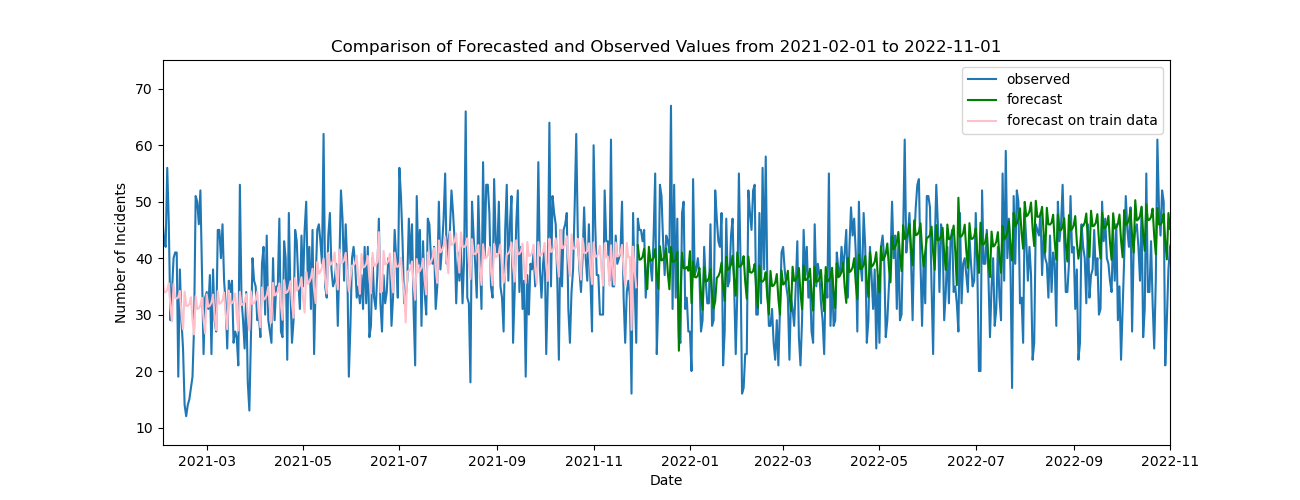 Comparison of Forecasted and Observed Values from 2021-02-01 to 2022-11-01
observed
forecast
forecast on train data
Number of Incidents
70
60
50
40
30
20
10
2021-03 2021-05 2021-07 2021-09 2021-11 2022-01 2022-03 2022-05 2022-07 2022-09 2022-11
Date